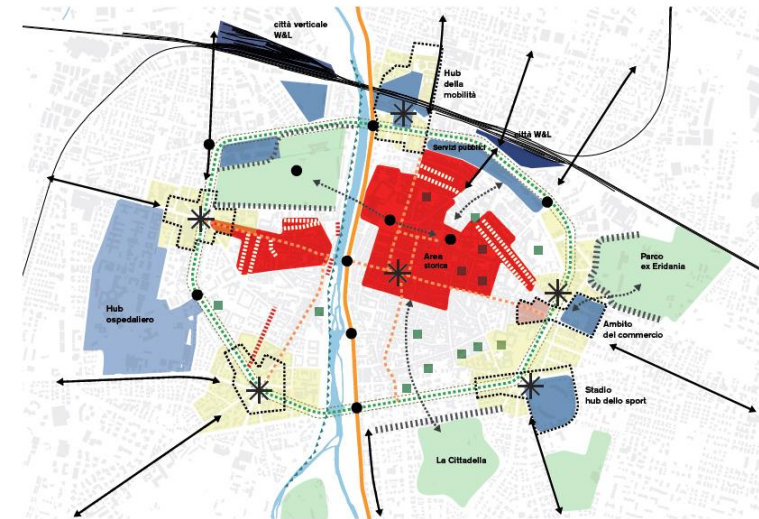 città verticale
W&L
Hub
della
mobilità
città W&L
Servizi pubblici
Area
storica
Parco
ex Eridania
Hub
ospedaliero
Ambito
del commercio
Stadio
hub dello sport
La Cittadella